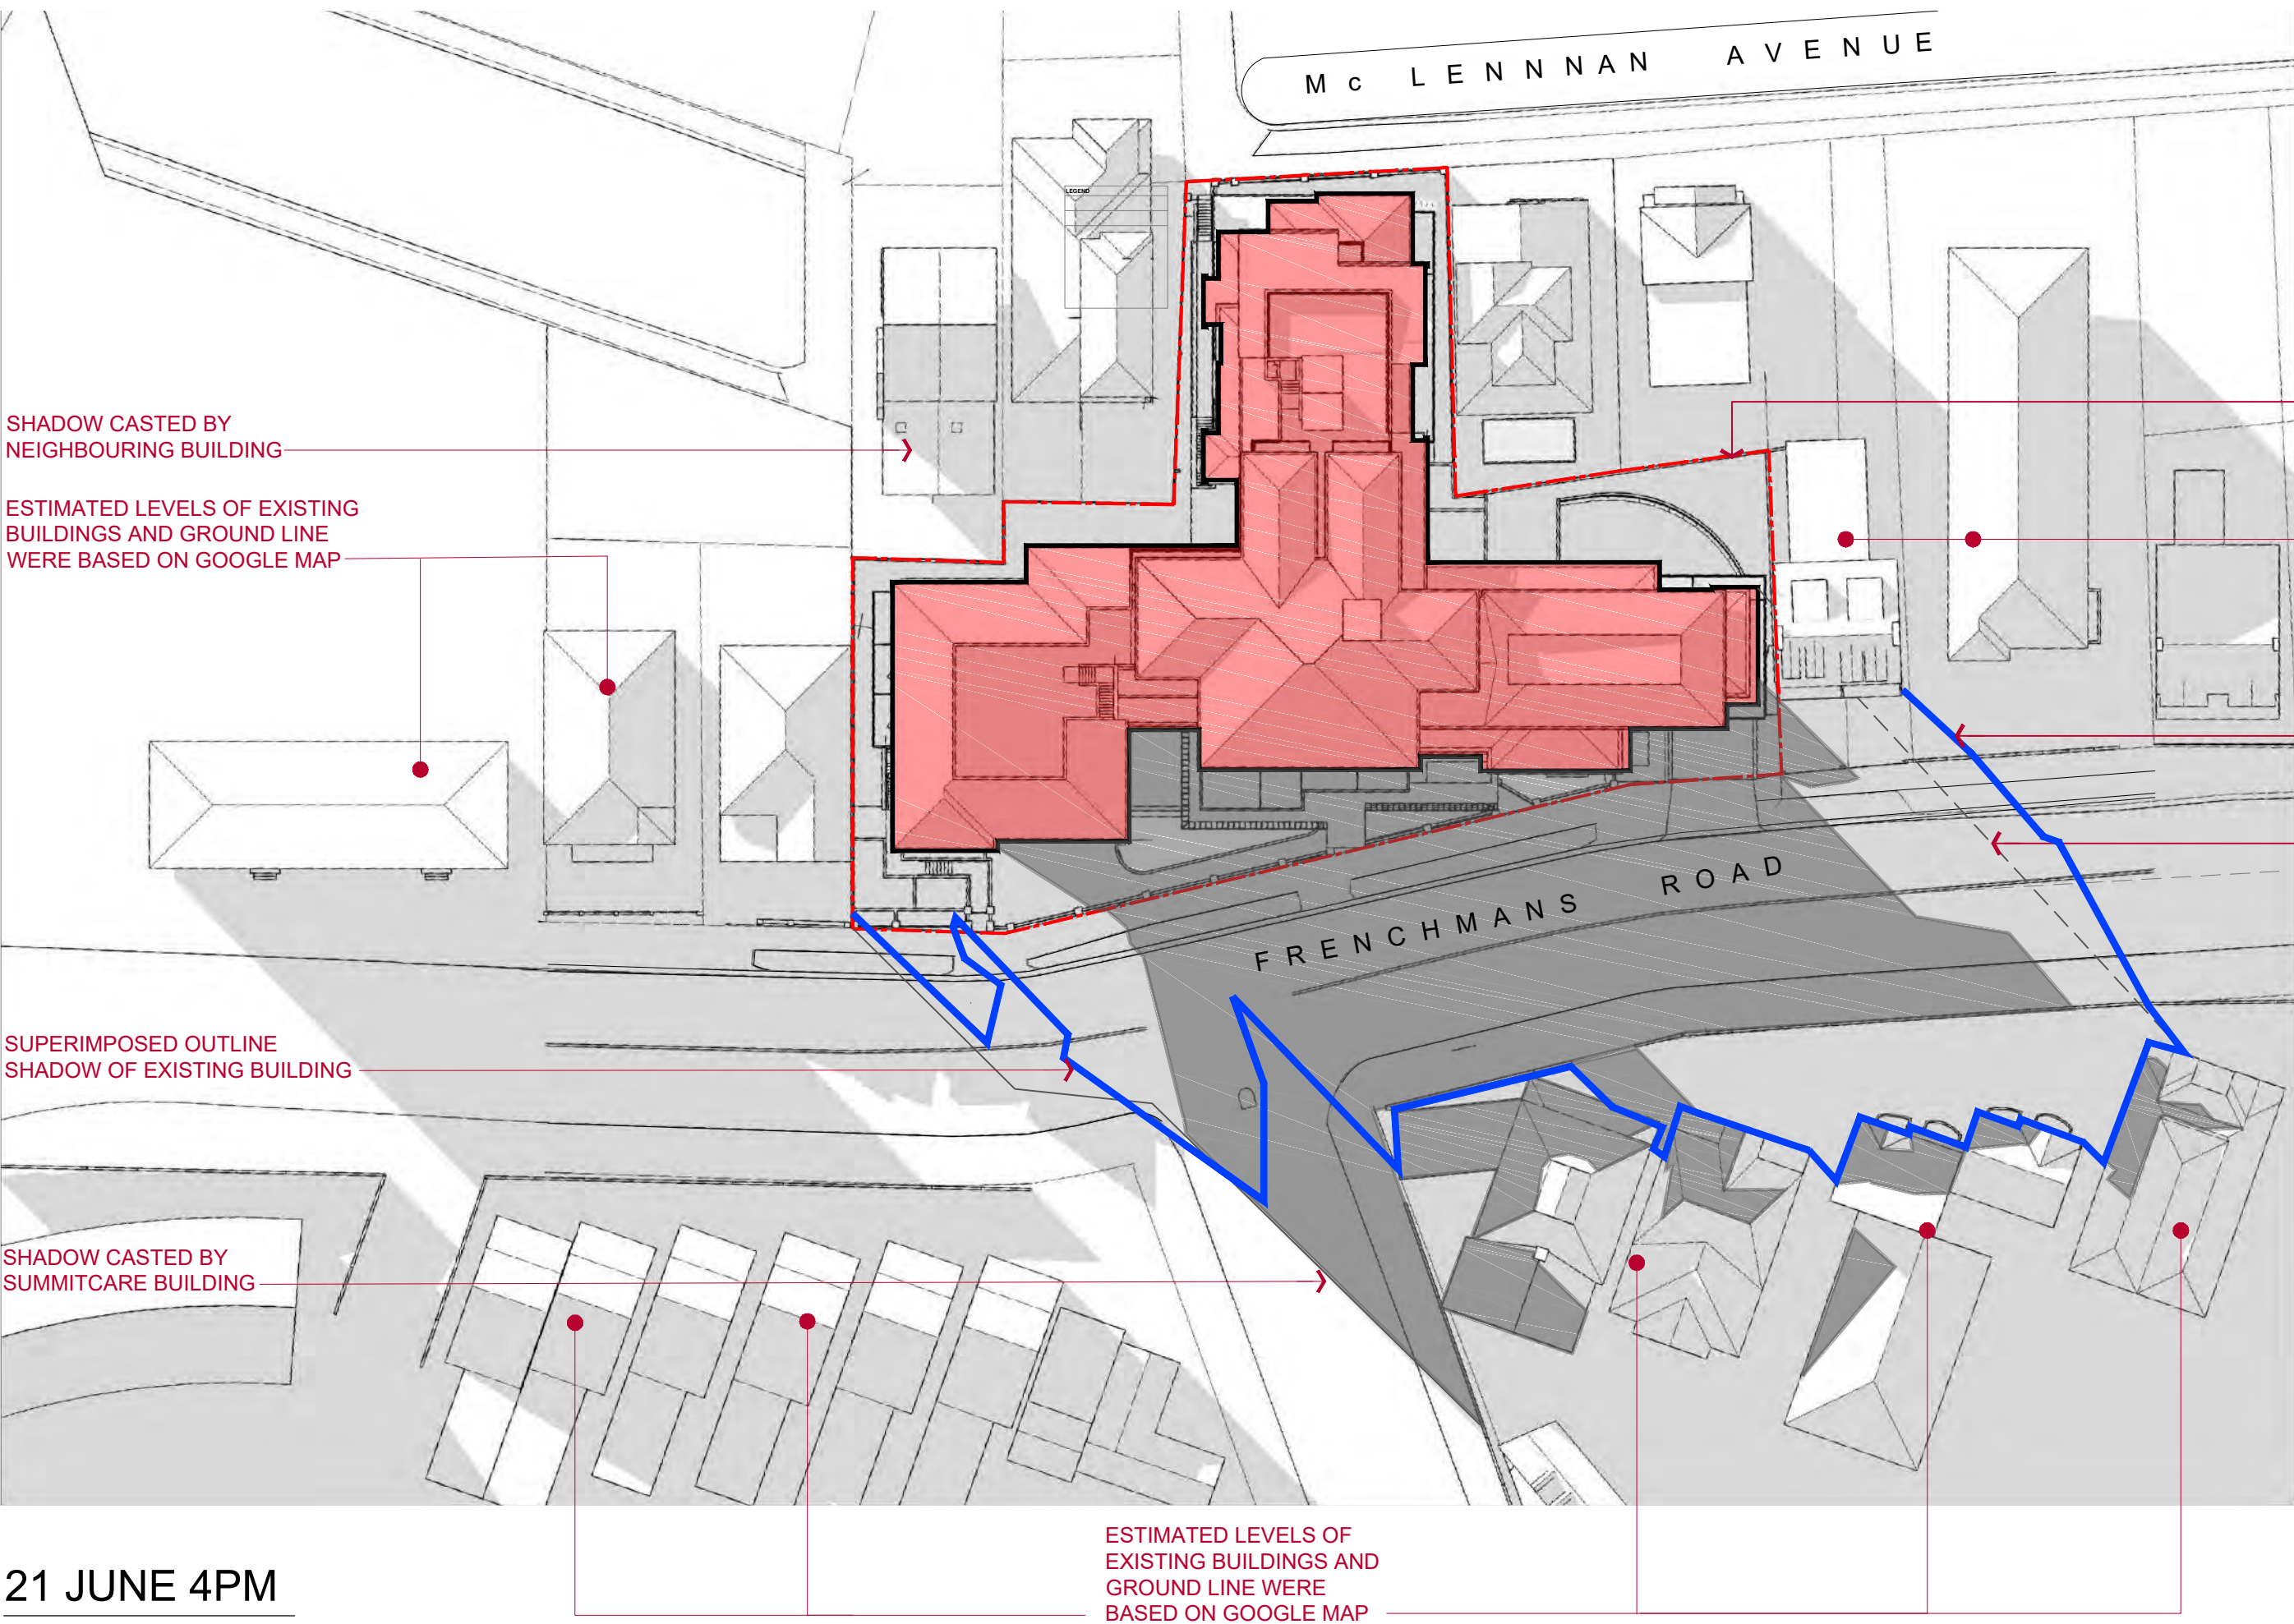 Mc LENNNAN AVENUE
LEGEND
SHADOW CASTED BY
NEIGHBOURING BUILDING
ESTIMATED LEVELS OF EXISTING
BUILDINGS AND GROUND LINE
WERE BASED ON GOOGLE MAP
FRENCHMANS ROAD
SUPERIMPOSED OUTLINE
SHADOW OF EXISTING BUILDING
SHADOW CASTED BY
SUMMITCARE BUILDING
ESTIMATED LEVELS OF
EXISTING BUILDINGS AND
GROUND LINE WERE
BASED ON GOOGLE MAP
21 JUNE 4PM